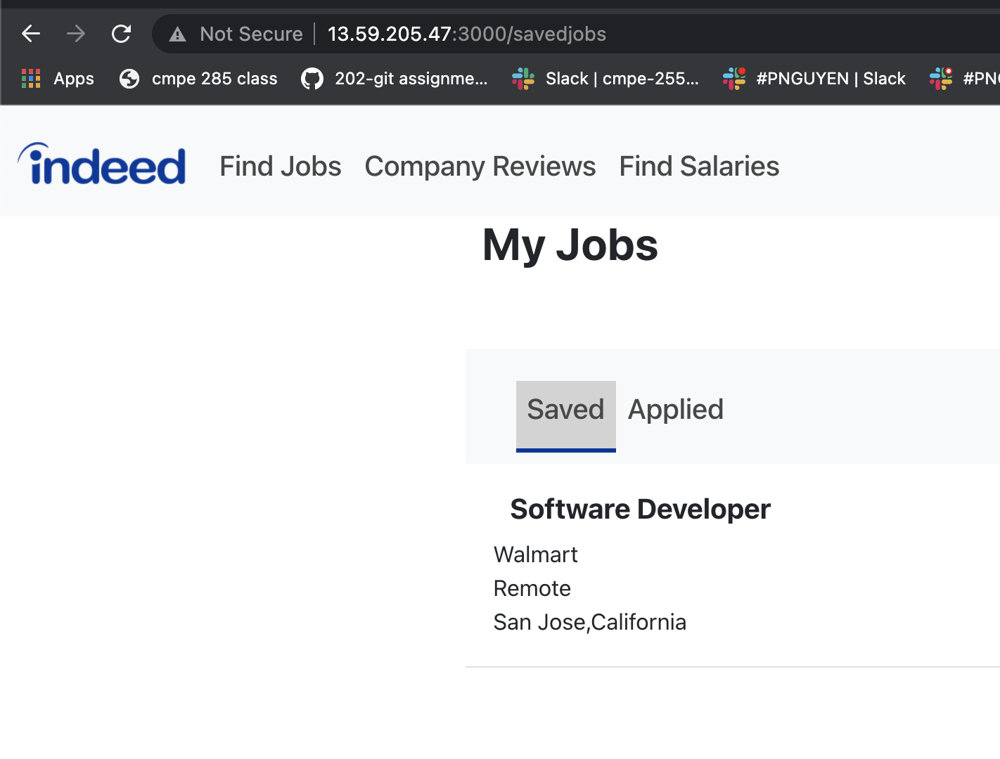 Not Secure | 13.59.205.47:3000/savedjobs
Apps cmpe 285 class 202-git assignme... Slack | cmpe-255... #PNGUYEN | Slack #PN
indeed Find Jobs Company Reviews Find Salaries
My Jobs
Saved Applied
Software Developer
Walmart
Remote
San Jose,California